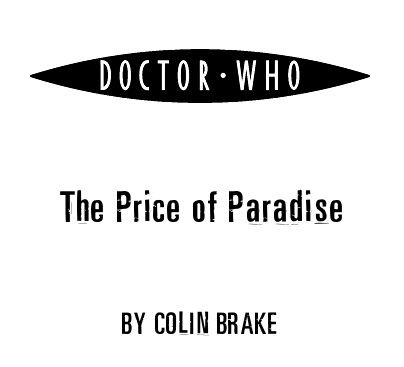 DOCTOR·WHO
The Price of Paradise
BY COLIN BRAKE